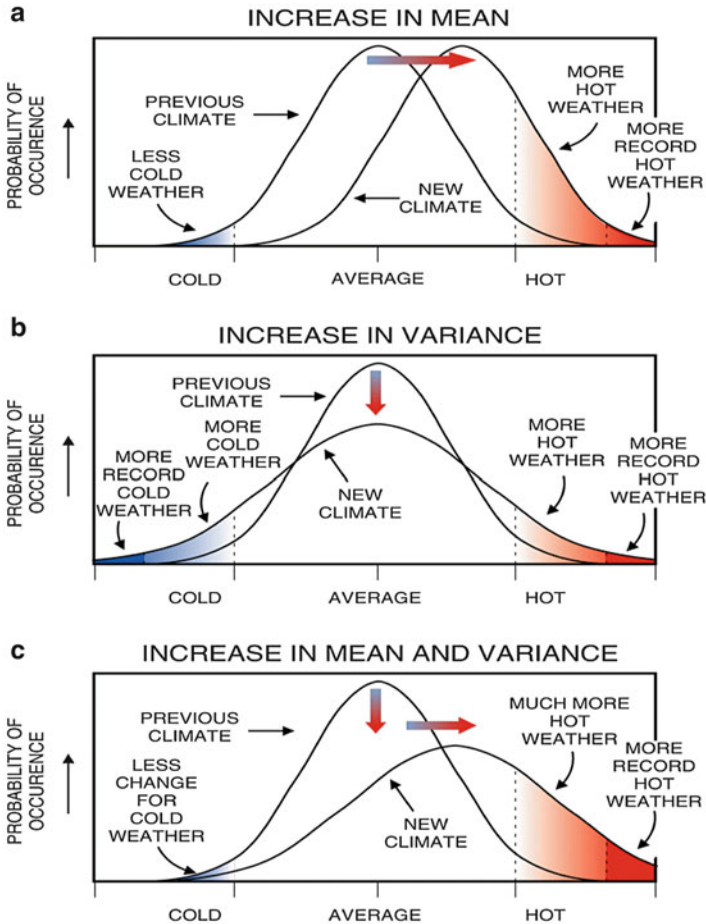 a
INCREASE IN MEAN
PROBABILITY OF
OCCURENCE
PREVIOUS
CLIMATE
LESS
COLD
WEATHER
NEW
CLIMATE
MORE
HOT
WEATHER
MORE
RECORD
HOT
WEATHER
COLD
AVERAGE
HOT
b
INCREASE IN VARIANCE
PROBABILITY OF
OCCURENCE
PREVIOUS
CLIMATE
MORE
COLD
WEATHER
MORE
RECORD
COLD
WEATHER
NEW
CLIMATE
MORE
HOT
WEATHER
MORE
RECORD
HOT
WEATHER
COLD
AVERAGE
HOT
c
INCREASE IN MEAN AND VARIANCE
PROBABILITY OF
OCCURENCE
PREVIOUS
CLIMATE
LESS
CHANGE
FOR
COLD
WEATHER
NEW
CLIMATE
MUCH MORE
HOT
WEATHER
MORE
RECORD
HOT
WEATHER
COLD
AVERAGE
HOT